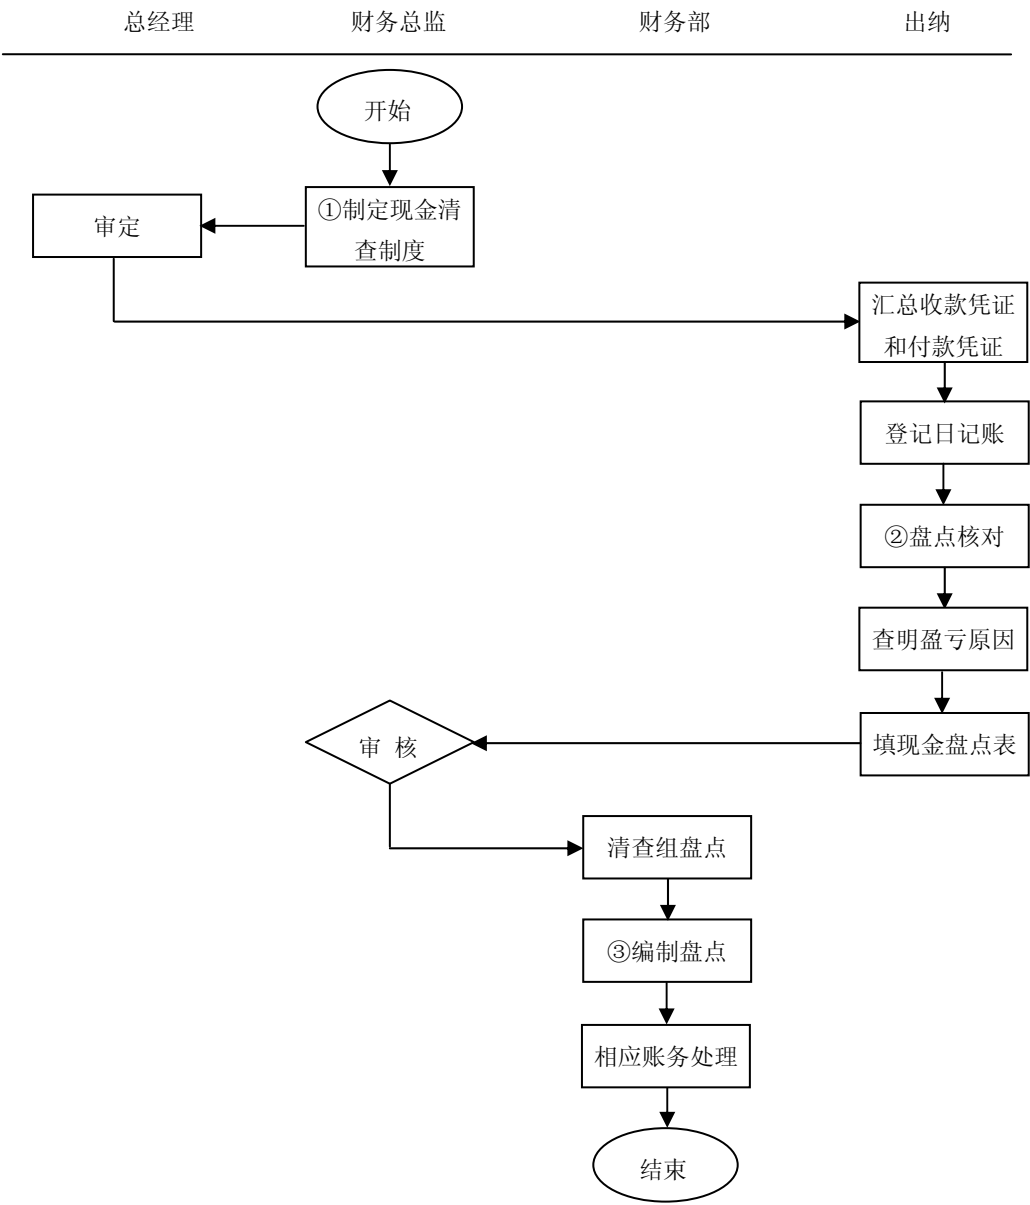 总经理
财务总监
财务部
出纳
开始
①制定现金清
查制度
审定
汇总收款凭证
和付款凭证
登记日记账
②盘点核对
查明盈亏原因
填现金盘点表
审 核
清查组盘点
③编制盘点
相应账务处理
结束